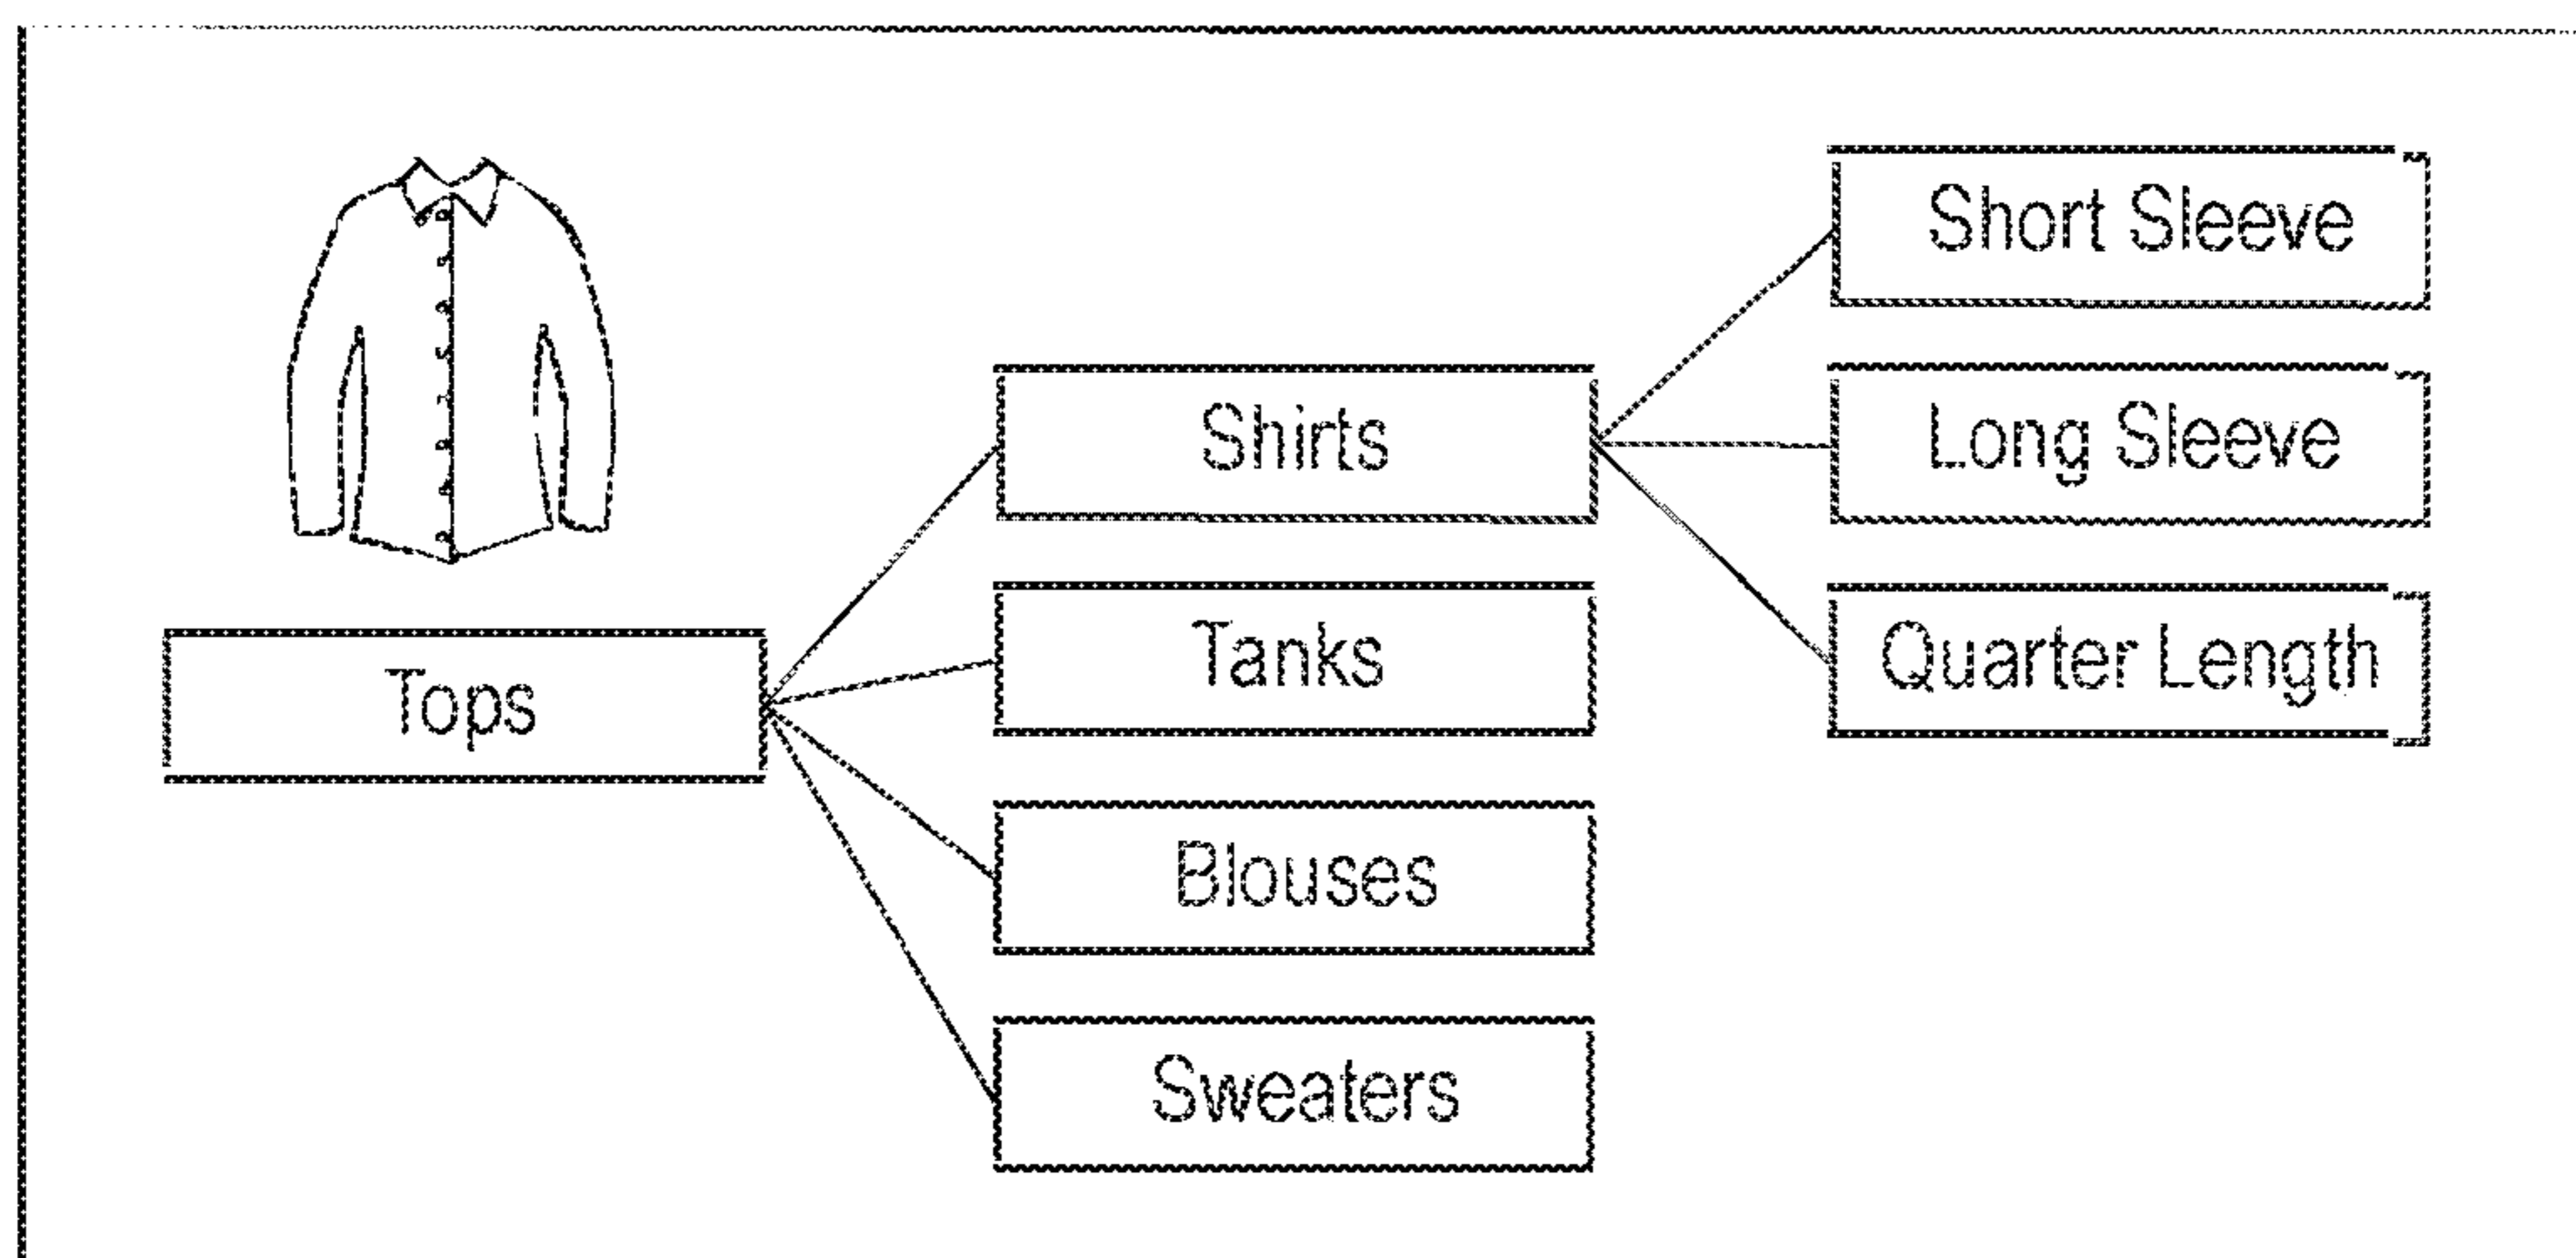 Tops
Shirts
Tanks
Blouses
Sweaters
Short Sleeve
Long Sleeve
Quarter Length